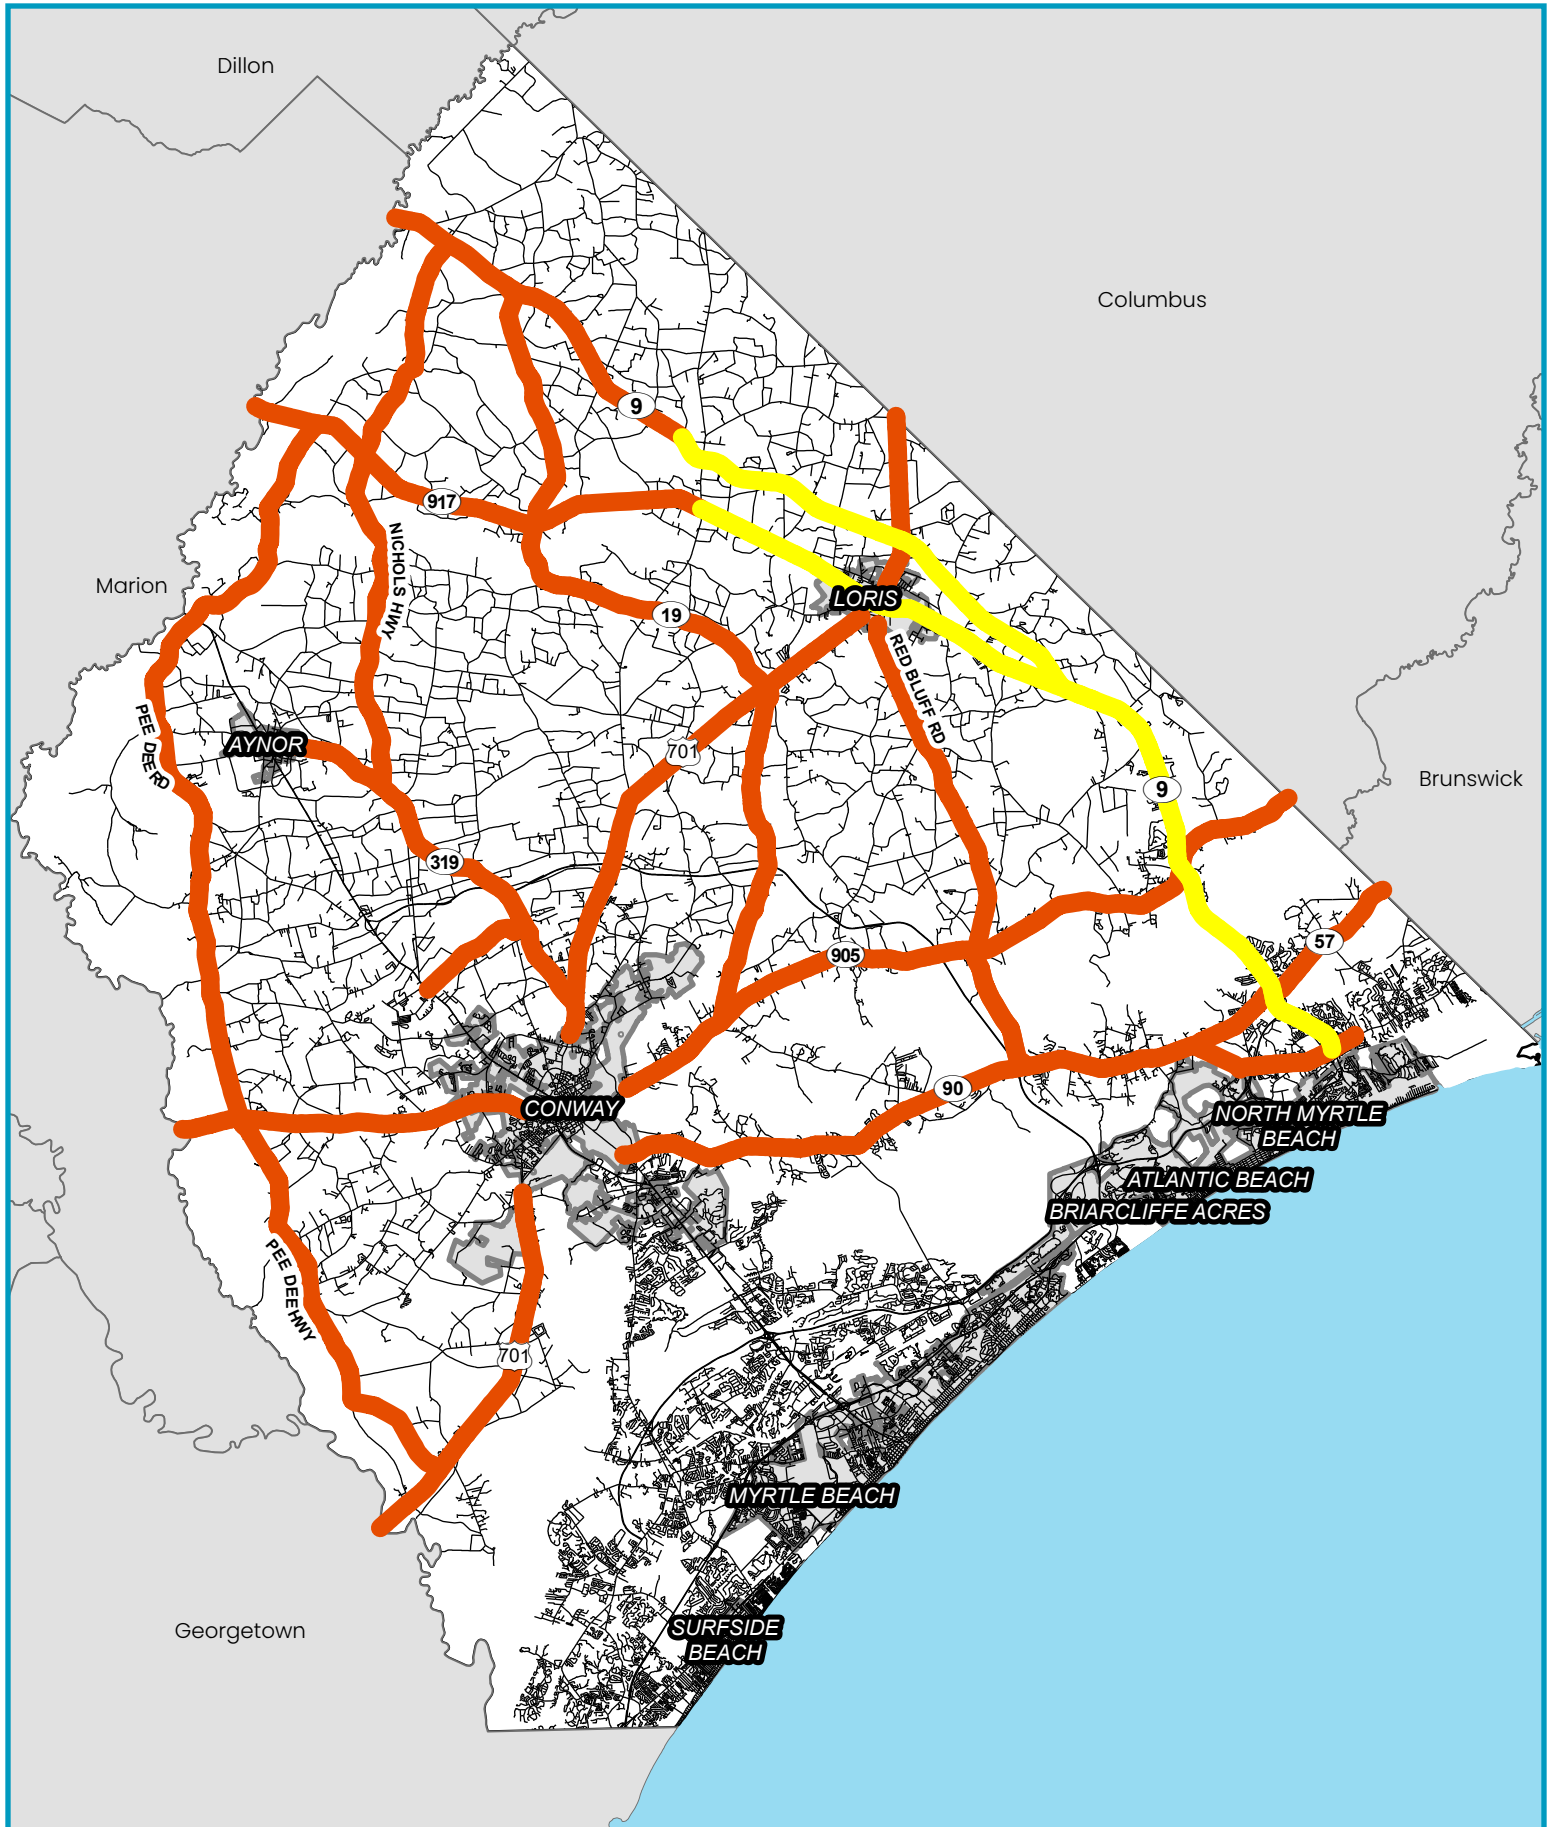 Dillon
Columbus
9
917
NICHOLS HWY
Marion
LORIS
19
RED BLUFF RD
PEE DEE RD
AYNOR
701
Brunswick
9
319
57
905
90
CONWAY
NORTH MYRTLE
BEACH
ATLANTIC BEACH
BRIARCLIFFE ACRES
PEE DEE HWY
701
MYRTLE BEACH
Georgetown
SURFSIDE
BEACH